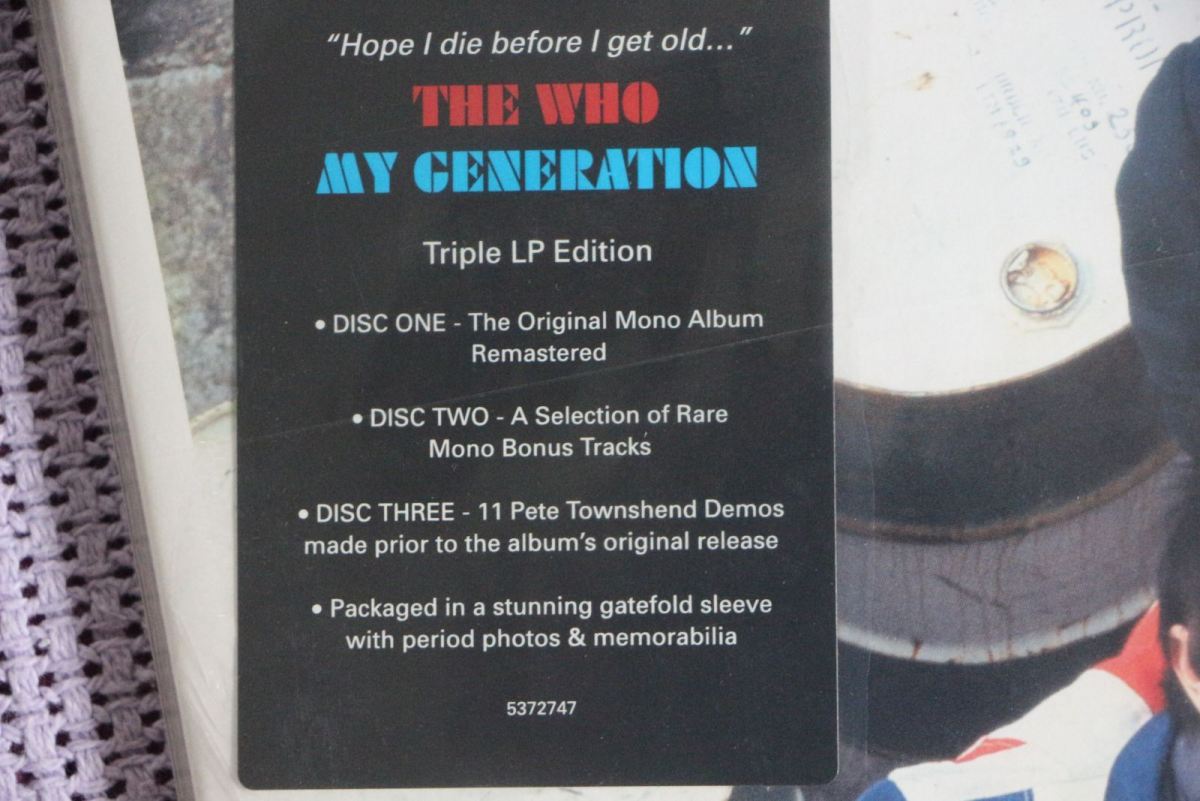 “Hope I die before I get old...”
THE WHO
MY GENERATION
Triple LP Edition
• DISC ONE - The Original Mono Album
Remastered
• DISC TWO - A Selection of Rare
Mono Bonus Tracks
• DISC THREE - 11 Pete Townshend Demos
made prior to the album's original release
• Packaged in a stunning gatefold sleeve
with period photos & memorabilia
5372747